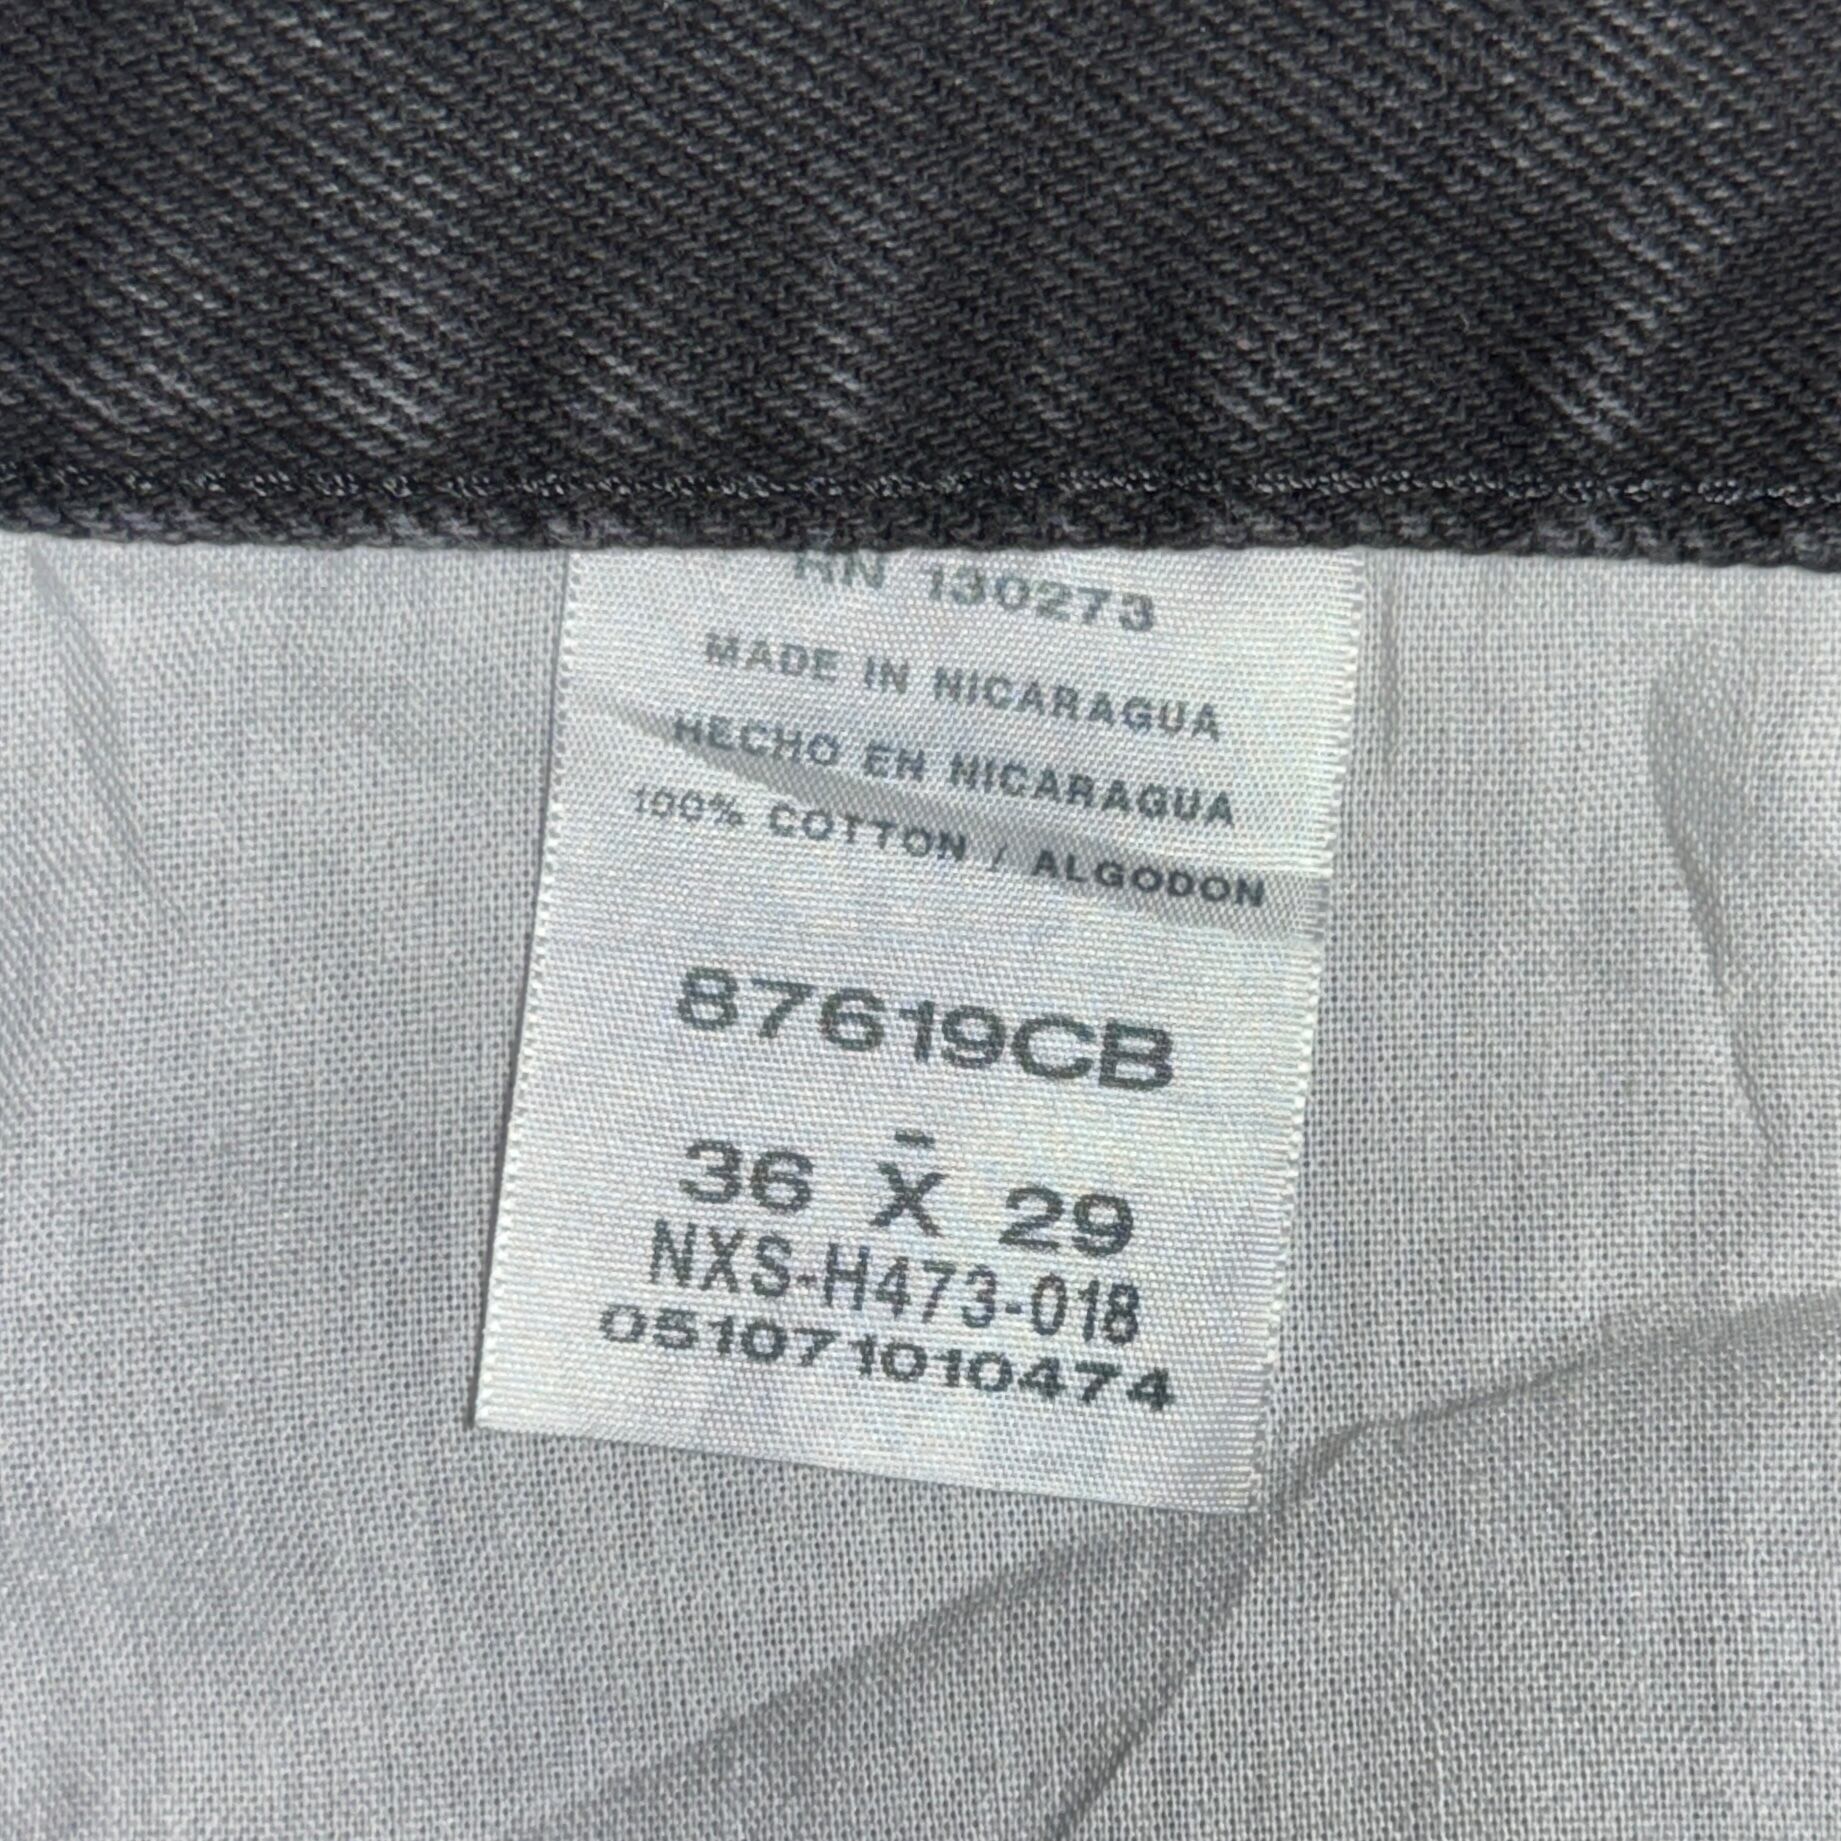 RN 130273
MADE IN NICARAGUA
HECHO EN NICARAGUA
100% COTTON / ALGODON
87619CB
-
36 X 29
NXS-H473-018
051071010474